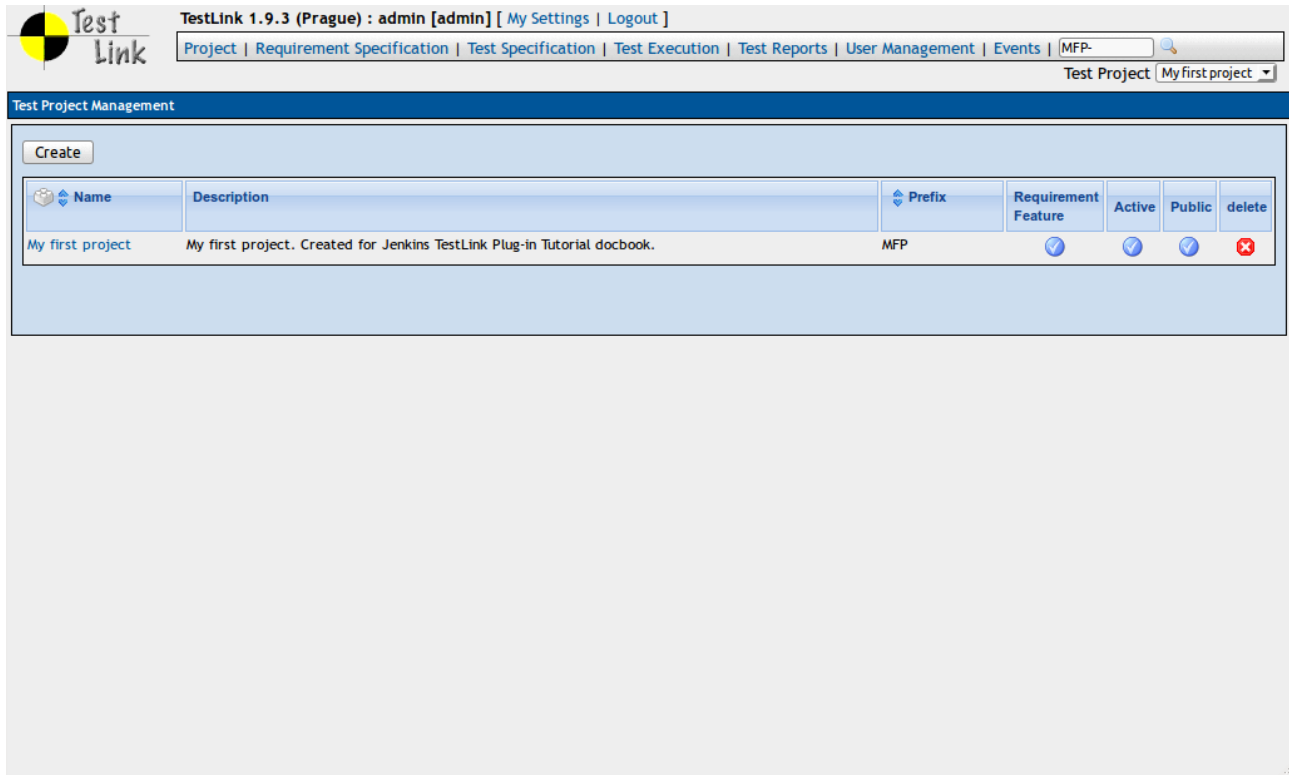 Test
Link
TestLink 1.9.3 (Prague) : admin [admin] [ My Settings | Logout ]
Project | Requirement Specification | Test Specification | Test Execution | Test Reports | User Management | Events | MFP-
Test Project My first project
Test Project Management
Create
Name Description Prefix Requirement Feature Active Public delete
My first project My first project. Created for Jenkins TestLink Plug-in Tutorial docbook. MFP